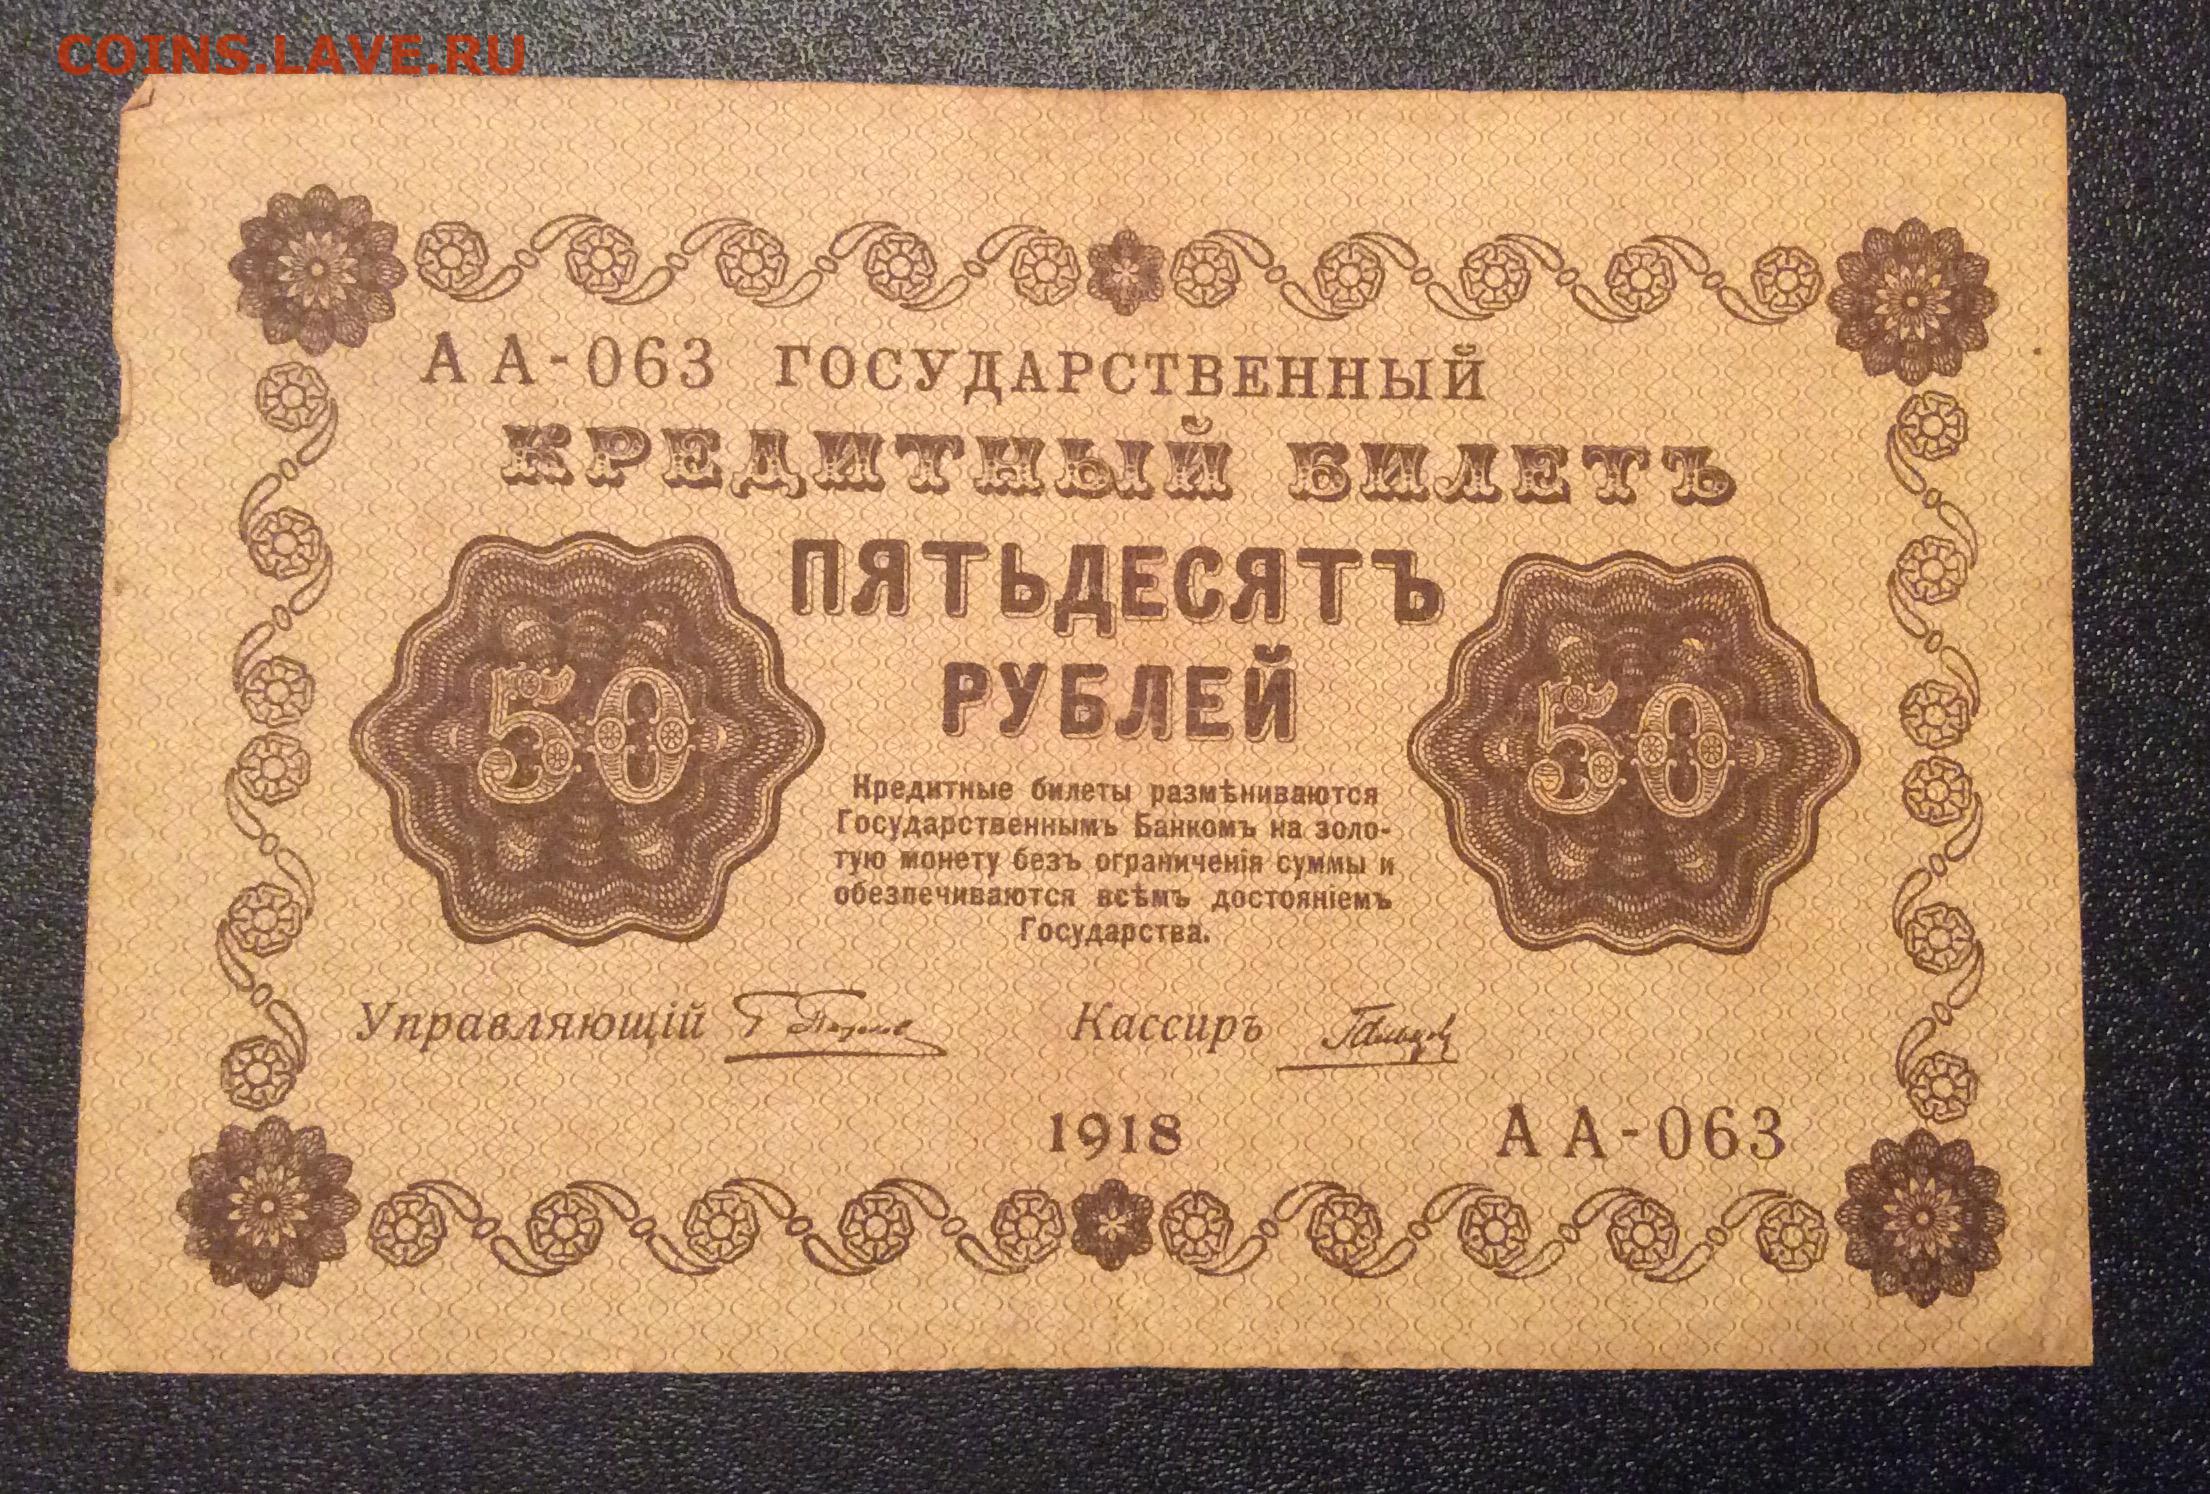 COINS.LAVE.RU
АА-063 ГОСУДАРСТВЕННЫЙ
КРЕДИТНЫЙ БИЛЕТЪ
ПЯТЬДЕСЯТЪ
РУБЛЕЙ
50
50
Кредитные билеты размѣниваются
Государственнымъ Банкомъ на золо-
тую монету безъ ограниченія суммы и
обезпечиваются всѣмъ достояніемъ
Государства.
Управляющій
Кассиръ
1918
АА-063